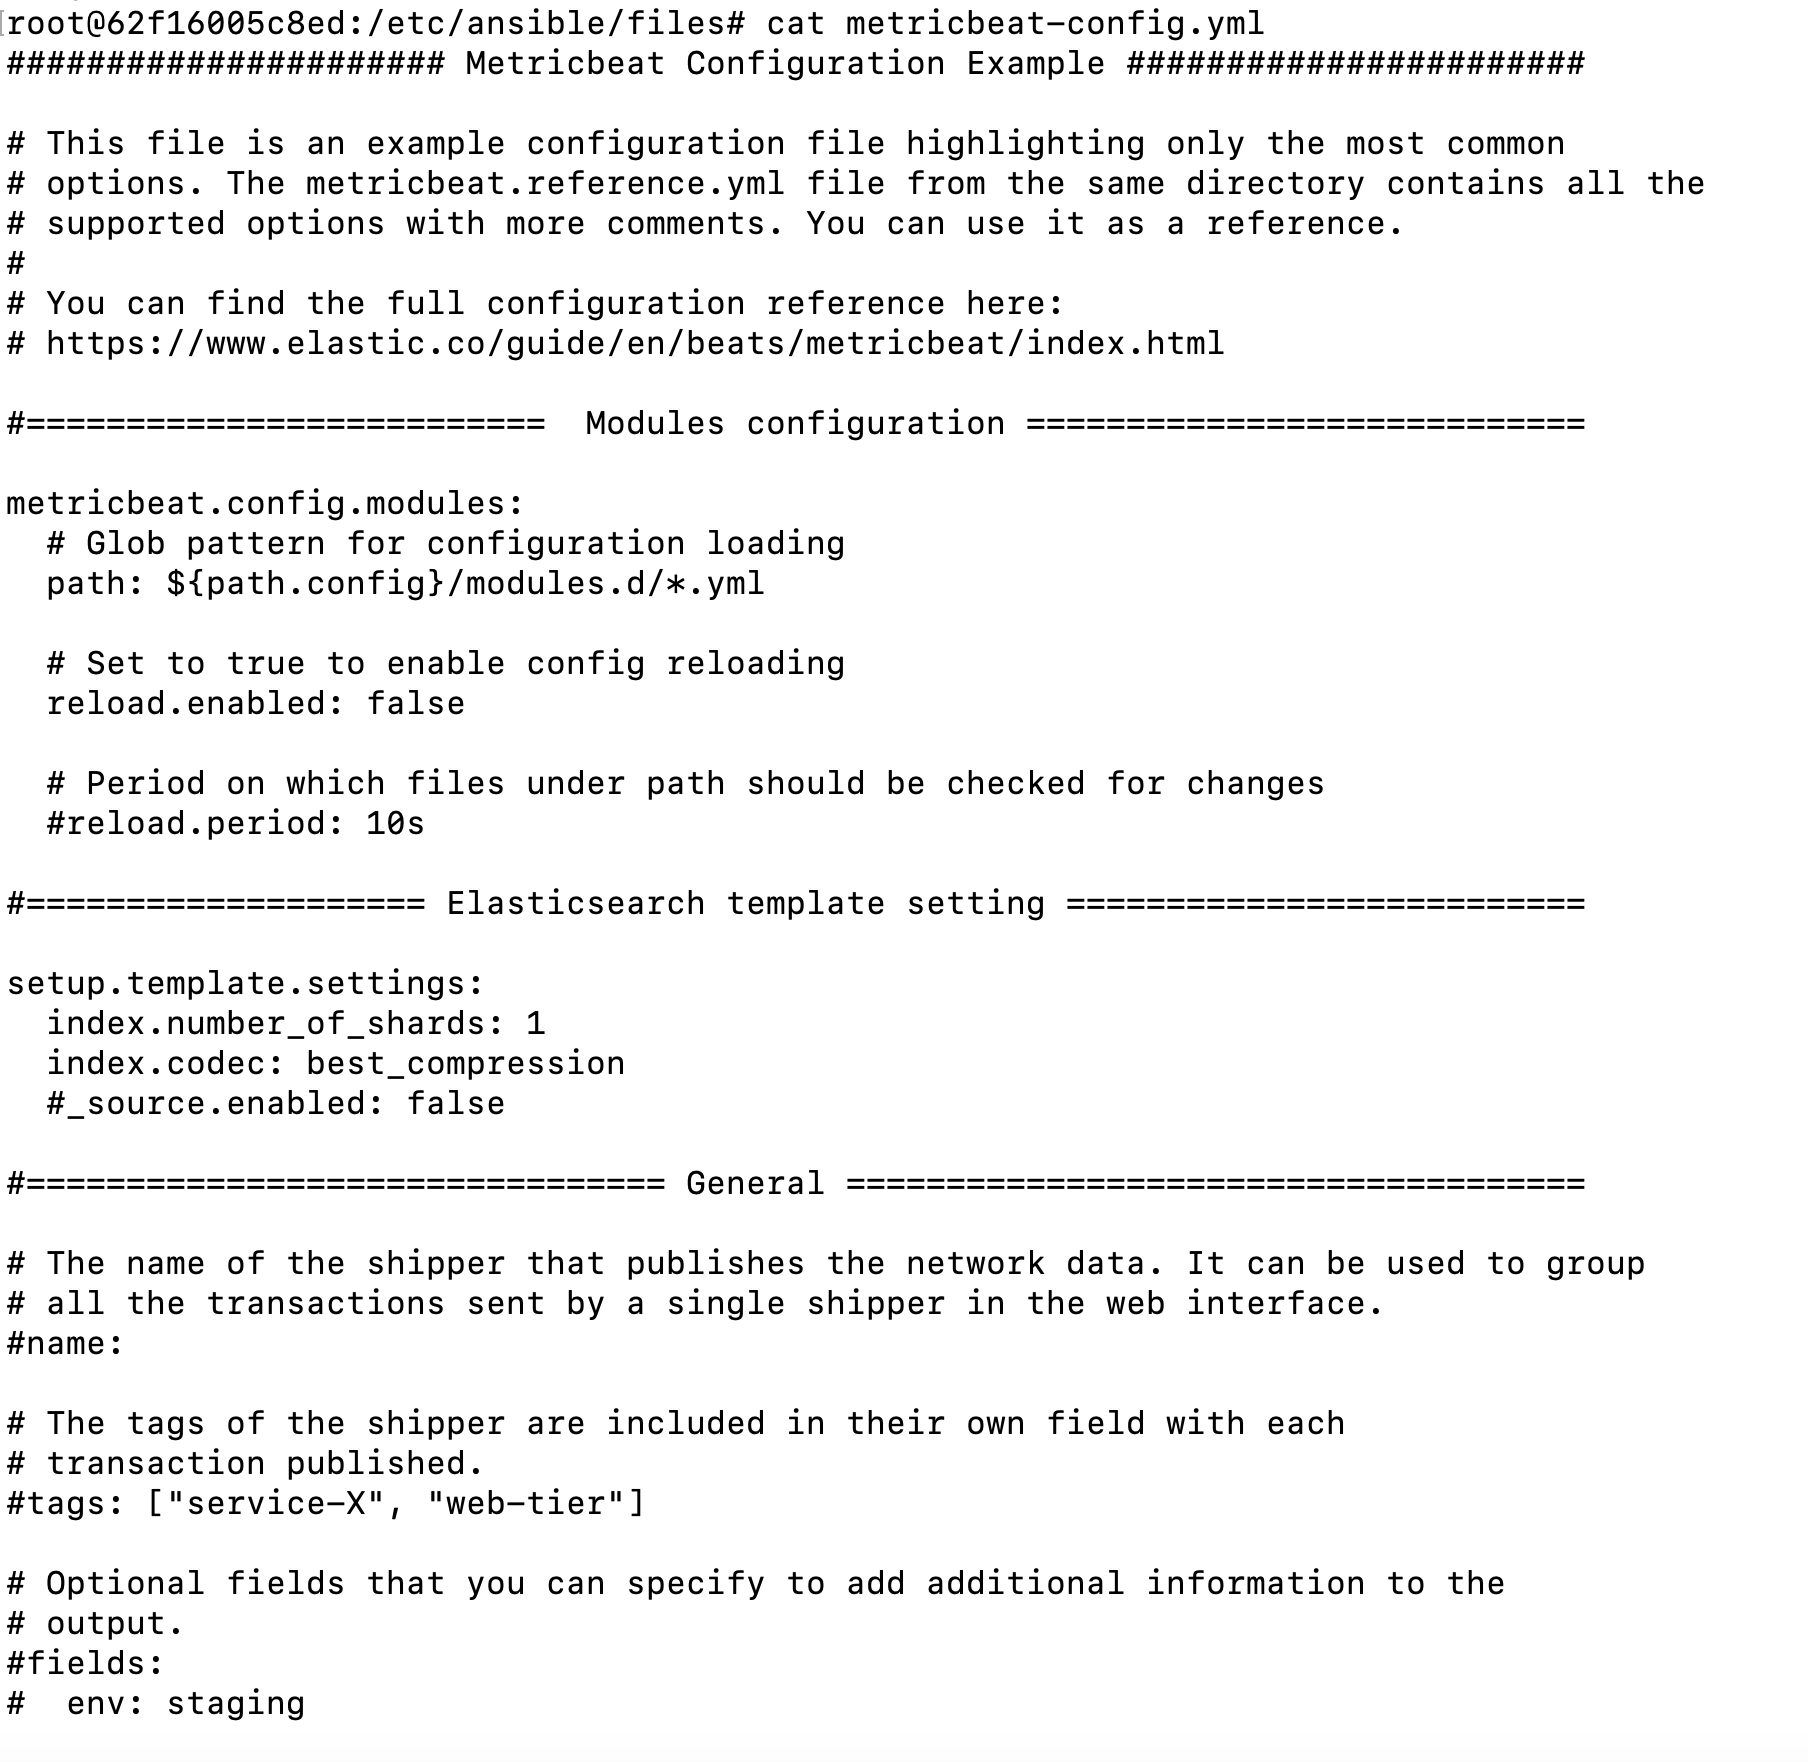 root@62f16005c8ed:/etc/ansible/files# cat metricbeat-config.yml
###################### Metricbeat Configuration Example #######################

# This file is an example configuration file highlighting only the most common
# options. The metricbeat.reference.yml file from the same directory contains all the
# supported options with more comments. You can use it as a reference.
#
# You can find the full configuration reference here:
# https://www.elastic.co/guide/en/beats/metricbeat/index.html

#==========================  Modules configuration ============================

metricbeat.config.modules:
  # Glob pattern for configuration loading
  path: ${path.config}/modules.d/*.yml

  # Set to true to enable config reloading
  reload.enabled: false

  # Period on which files under path should be checked for changes
  #reload.period: 10s

#==================== Elasticsearch template setting ==========================

setup.template.settings:
  index.number_of_shards: 1
  index.codec: best_compression
  #_source.enabled: false

#================================ General =====================================

# The name of the shipper that publishes the network data. It can be used to group
# all the transactions sent by a single shipper in the web interface.
#name:

# The tags of the shipper are included in their own field with each
# transaction published.
#tags: ["service-X", "web-tier"]

# Optional fields that you can specify to add additional information to the
# output.
#fields:
#  env: staging